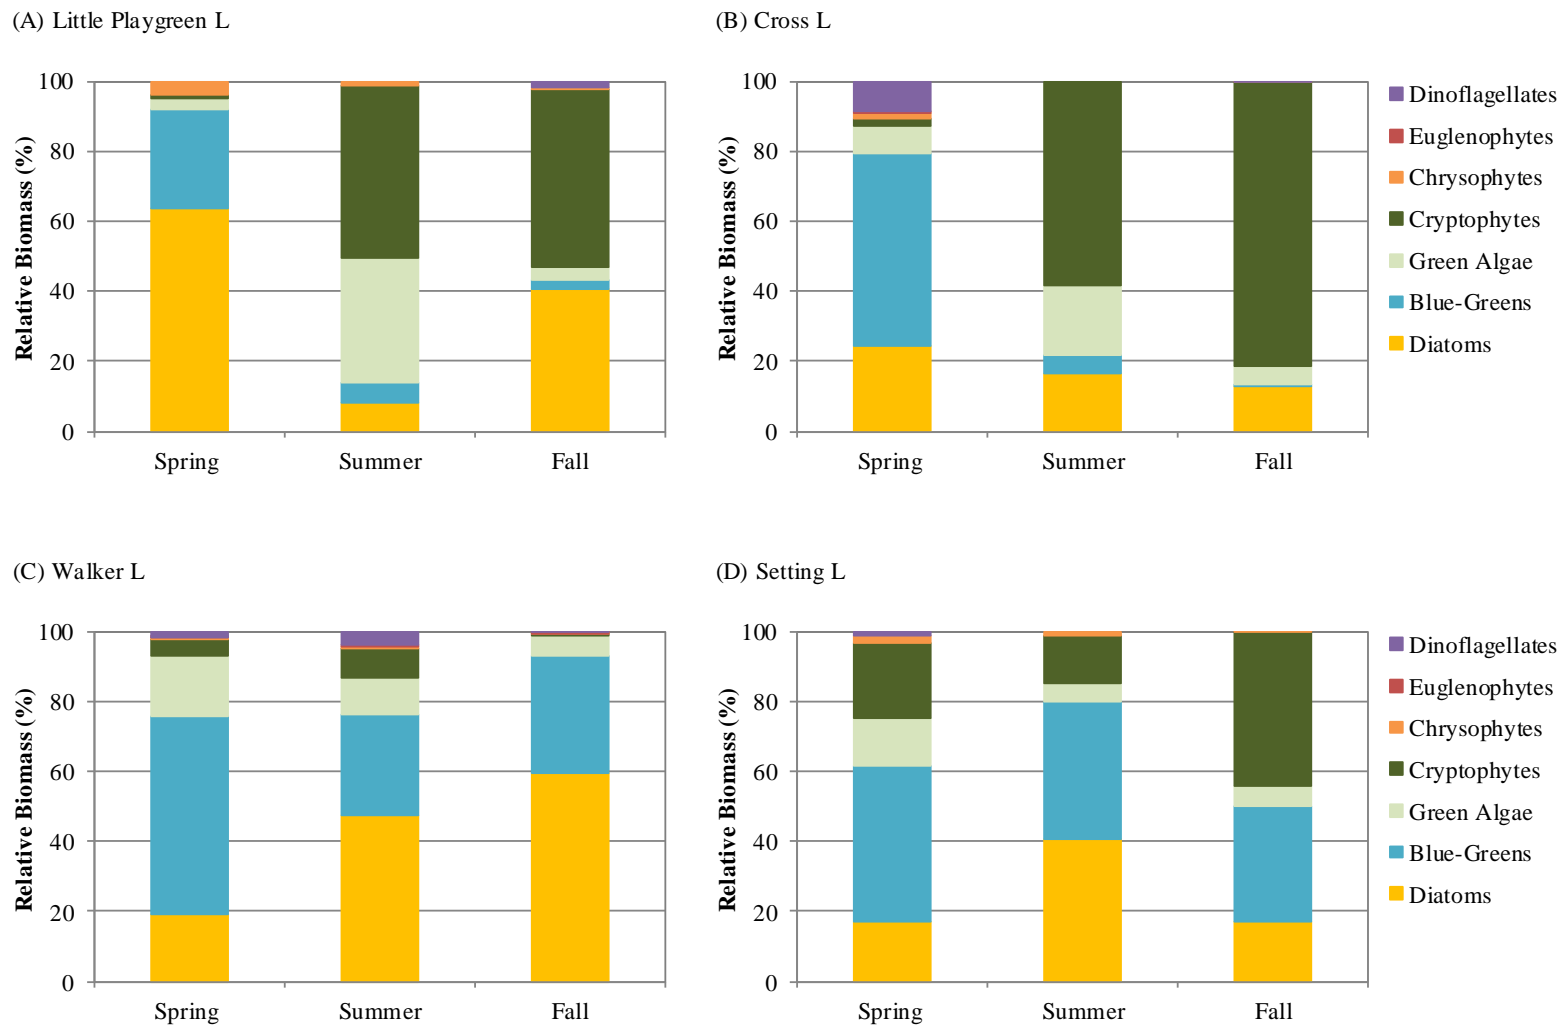 (A) Little Playgreen L
Relative Biomass (%)
100
80
60
40
20
0
Spring Summer Fall
(B) Cross L
Relative Biomass (%)
100
80
60
40
20
0
Spring Summer Fall
Dinoflagellates
Euglenophytes
Chrysophytes
Cryptophytes
Green Algae
Blue-Greens
Diatoms
(C) Walker L
Relative Biomass (%)
100
80
60
40
20
0
Spring Summer Fall
(D) Setting L
Relative Biomass (%)
100
80
60
40
20
0
Spring Summer Fall
Dinoflagellates
Euglenophytes
Chrysophytes
Cryptophytes
Green Algae
Blue-Greens
Diatoms